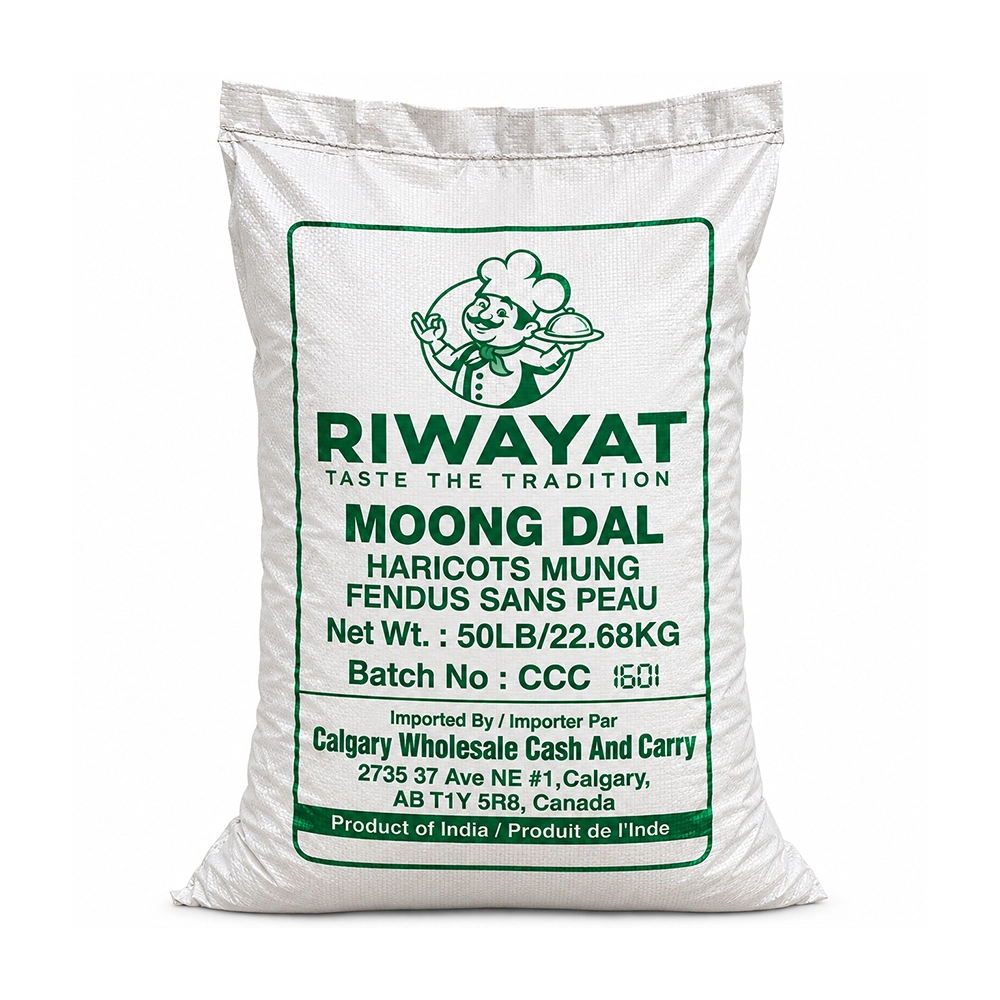 RIWAYAT
TASTE THE TRADITION
MOONG DAL
HARICOTS MUNG
FENDUS SANS PEAU
Net Wt. : 50LB/22.68KG
Batch No : CCC 1601
Imported By / Importer Par
Calgary Wholesale Cash And Carry
2735 37 Ave NE #1,Calgary,
AB T1Y 5R8, Canada
Product of India / Produit de l'Inde